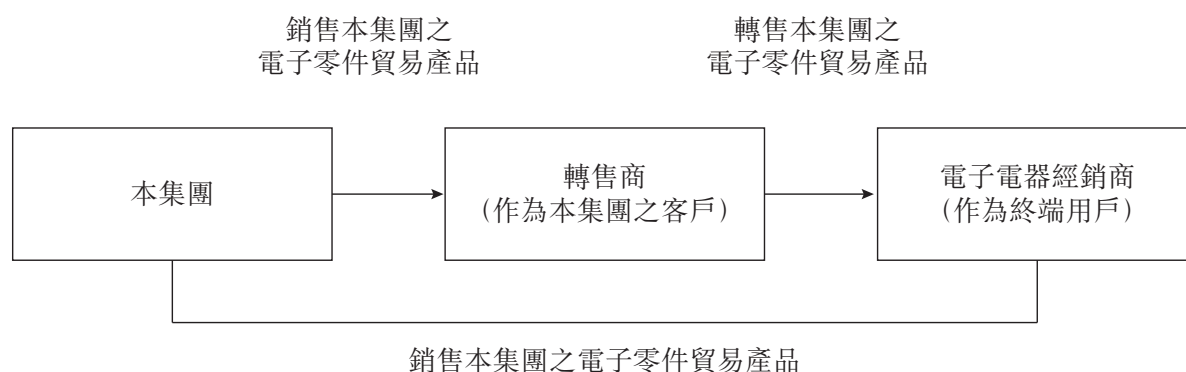 銷售本集團之
電子零件貿易產品
轉售本集團之
電子零件貿易產品
本集團
轉售商
（作為本集團之客戶）
電子電器經銷商
（作為終端用戶）
銷售本集團之電子零件貿易產品